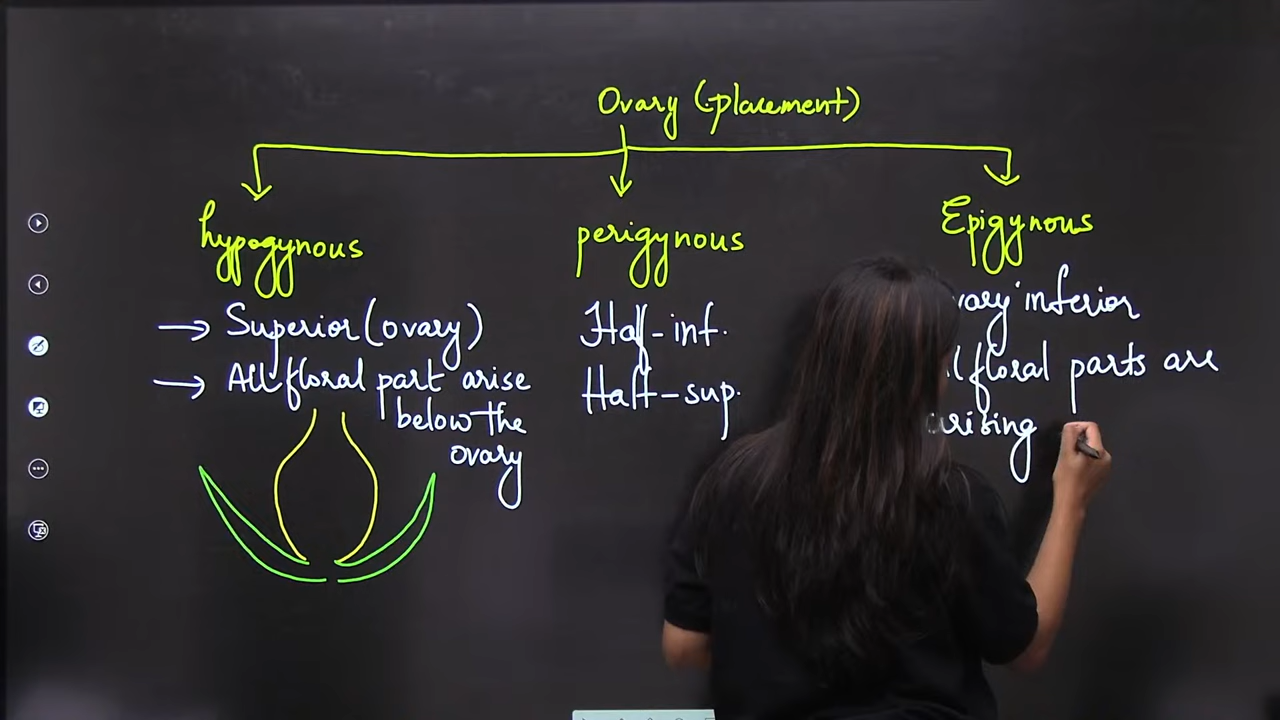 Ovary (placement)
hypogynous
perigynous
Epigynous
→ Superior (ovary)
→ All floral part arise
below the
ovary
Half-inf.
Half-sup.
inferior
floral parts are
arising